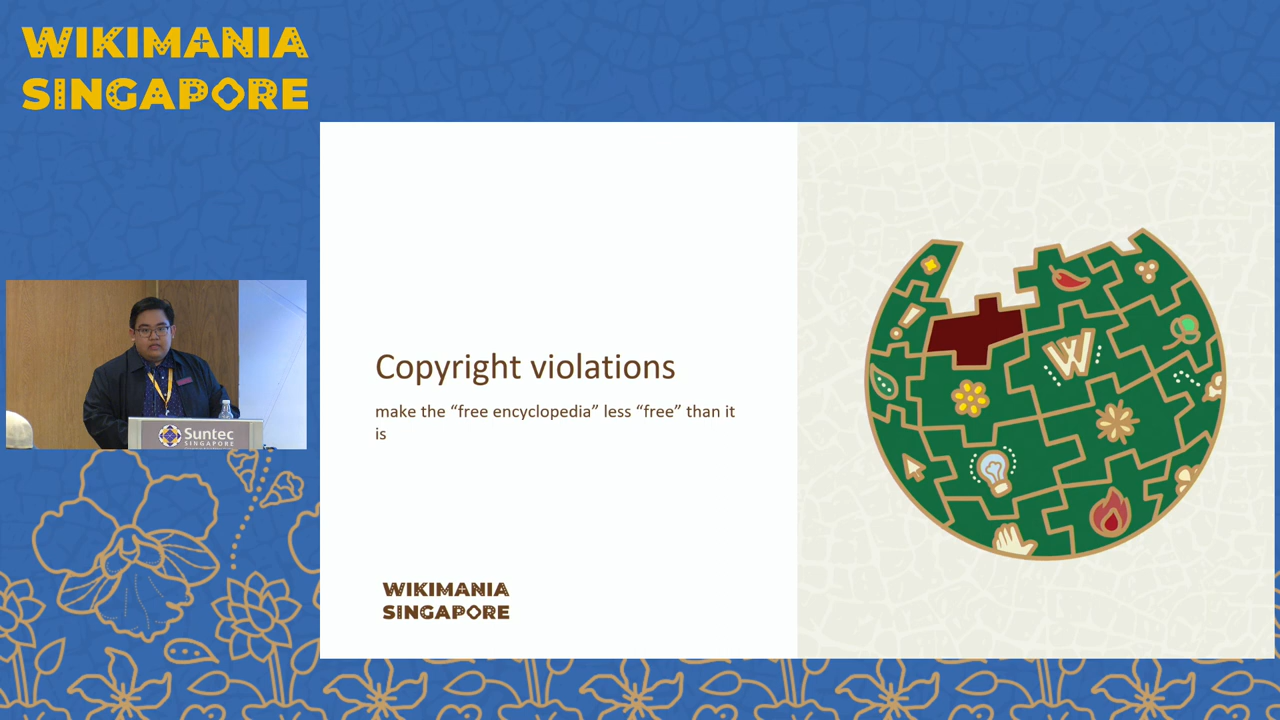 WIKIMANIA
SINGAPORE
Copyright violations
make the “free encyclopedia” less “free” than it
is
W
WIKIMANIA
SINGAPORE
Suntec
SINGAPORE